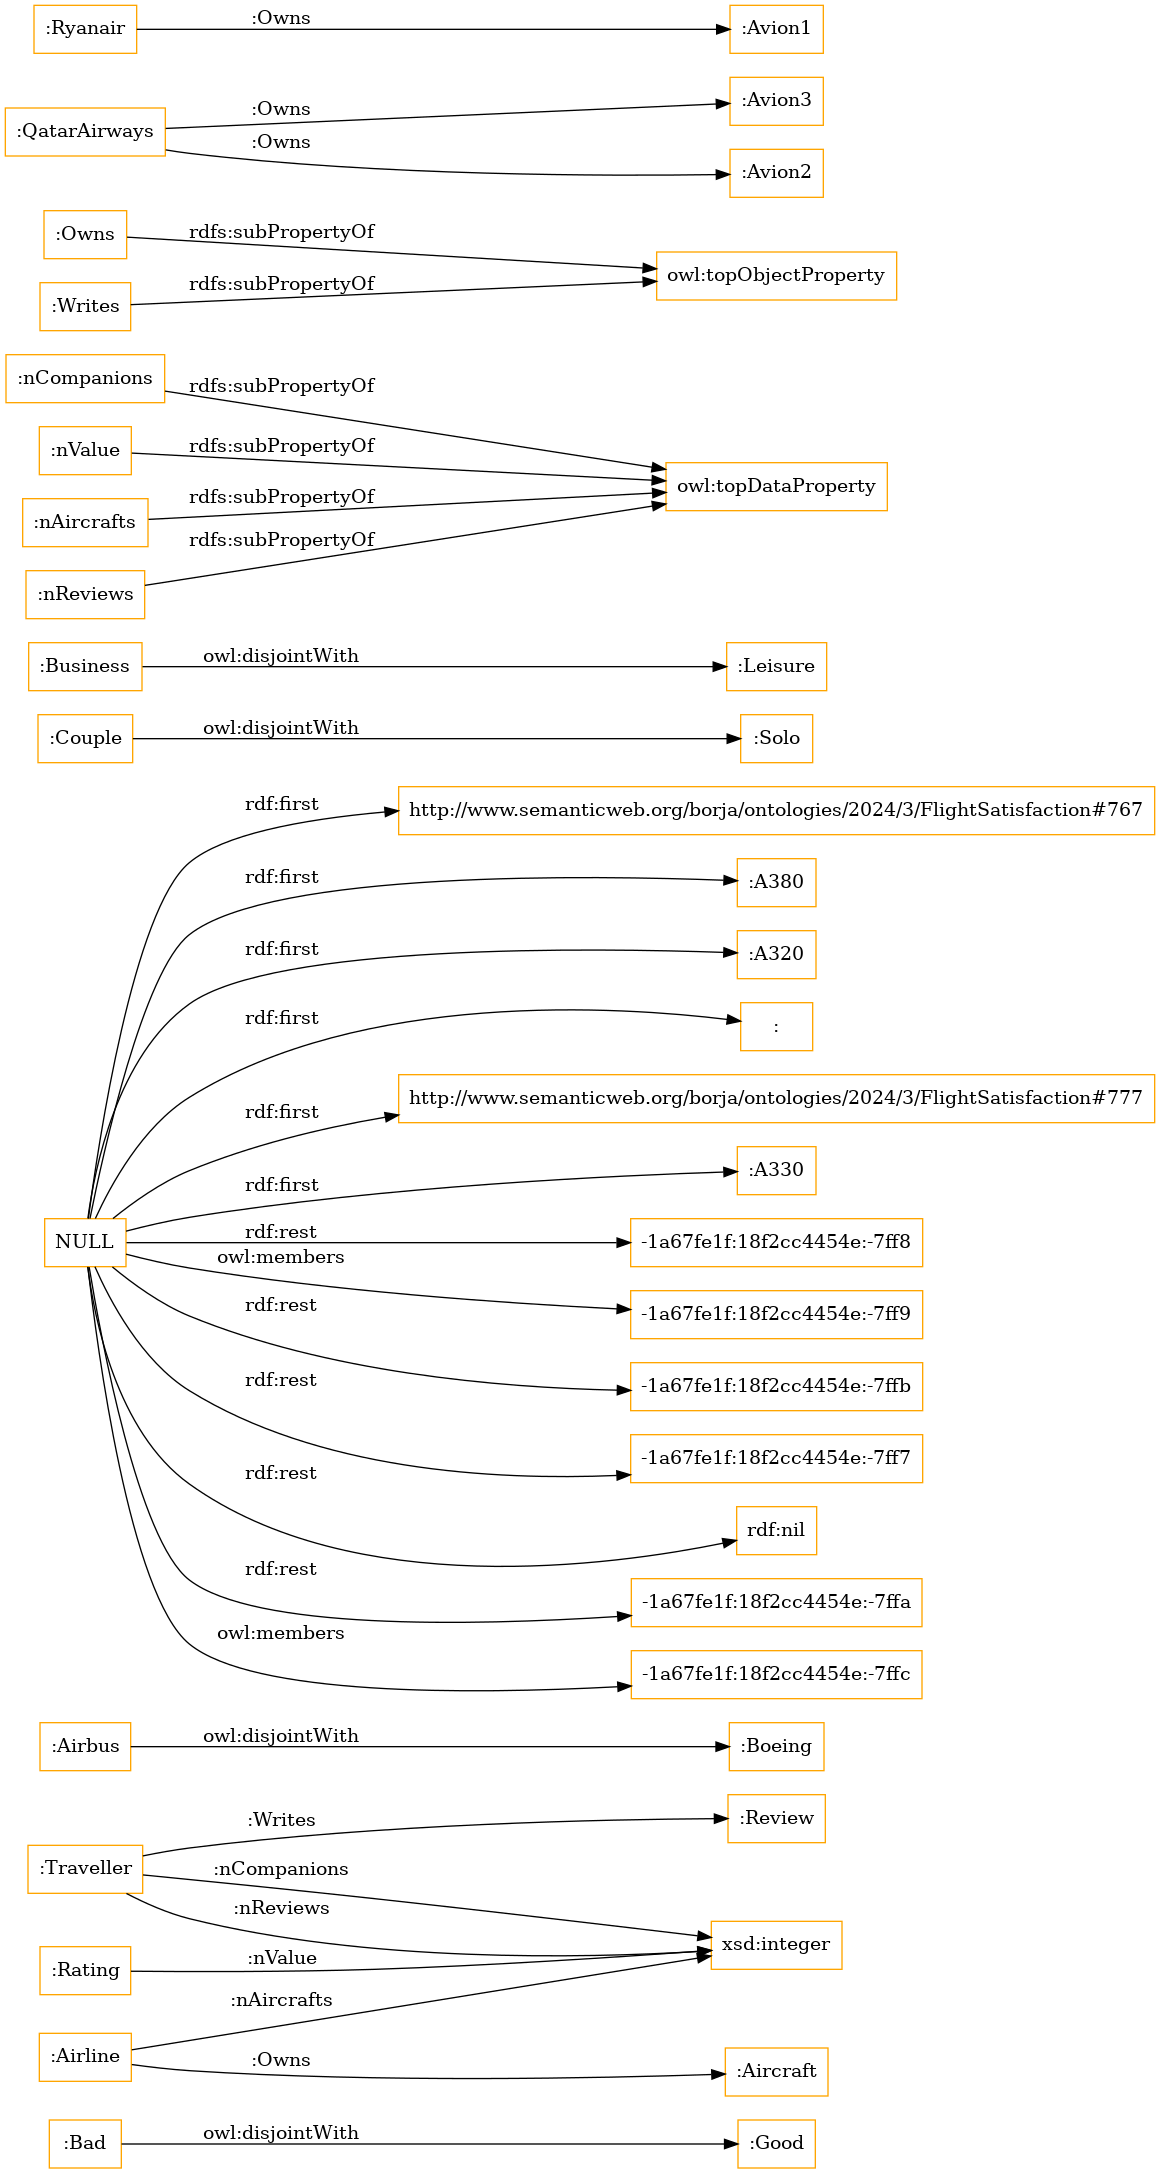 :Ryanair
:Owns
:Avion1
:QatarAirways
:Owns
:Avion3
:Owns
:Avion2
:Owns
rdfs:subPropertyOf
owl:topObjectProperty
:Writes
rdfs:subPropertyOf
:nCompanions
rdfs:subPropertyOf
:nValue
rdfs:subPropertyOf
owl:topDataProperty
:nAircrafts
rdfs:subPropertyOf
:nReviews
rdfs:subPropertyOf
:Business
owl:disjointWith
:Leisure
:Couple
owl:disjointWith
:Solo
rdf:first
http://www.semanticweb.org/borja/ontologies/2024/3/FlightSatisfaction#767
rdf:first
:A380
rdf:first
:A320
rdf:first
:
rdf:first
http://www.semanticweb.org/borja/ontologies/2024/3/FlightSatisfaction#777
rdf:first
:A330
NULL
rdf:rest
-1a67fe1f:18f2cc4454e:-7ff8
owl:members
-1a67fe1f:18f2cc4454e:-7ff9
rdf:rest
-1a67fe1f:18f2cc4454e:-7ffb
rdf:rest
-1a67fe1f:18f2cc4454e:-7ff7
rdf:rest
rdf:nil
rdf:rest
-1a67fe1f:18f2cc4454e:-7ffa
owl:members
-1a67fe1f:18f2cc4454e:-7ffc
:Airbus
owl:disjointWith
:Boeing
:Traveller
:Writes
:Review
:nCompanions
:nReviews
xsd:integer
:Rating
:nValue
:nAircrafts
:Airline
:Owns
:Aircraft
:Bad
owl:disjointWith
:Good